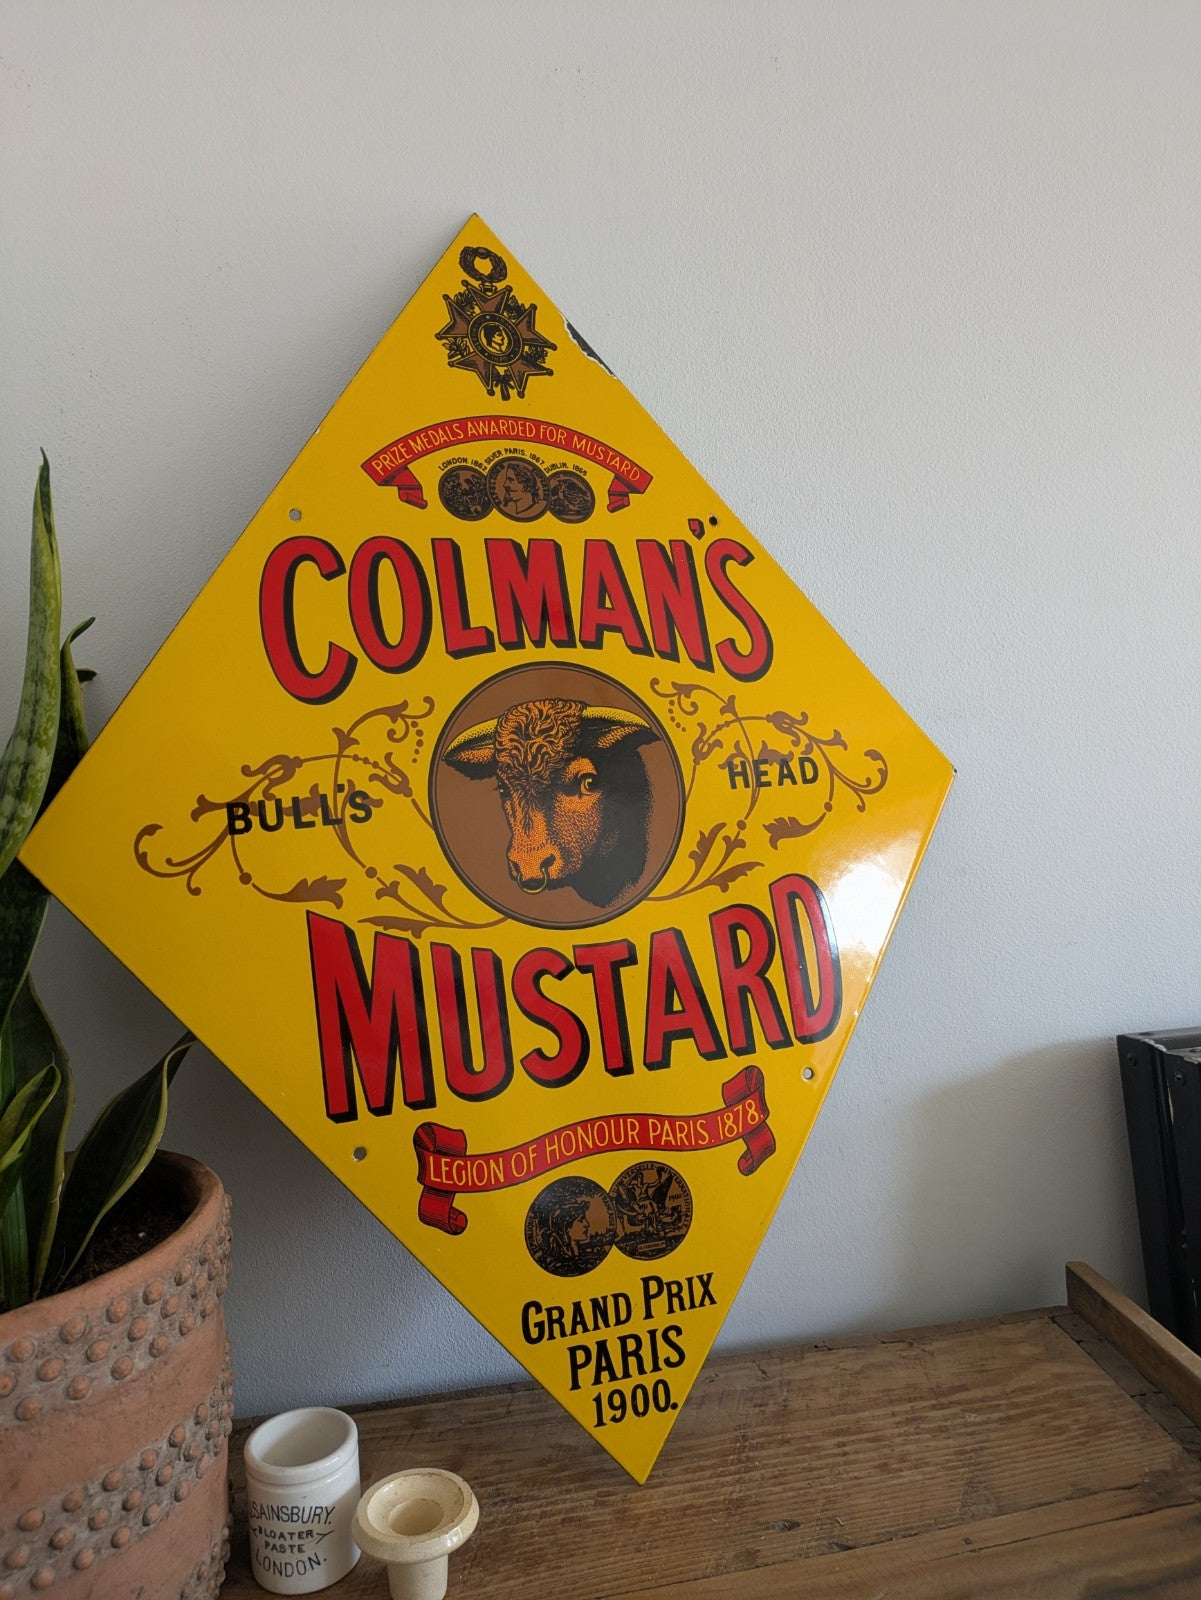 PRIZE MEDALS AWARDED FOR MUSTARD
LONDON. 1862. SILVER PARIS. 1867. DUBLIN. 1865
COLMAN'S
BULL'S HEAD
MUSTARD
LEGION OF HONOUR PARIS. 1878.
1900
GRAND PRIX
PARIS
1900.
SAINSBURY.
BLOATER
PASTE
LONDON.